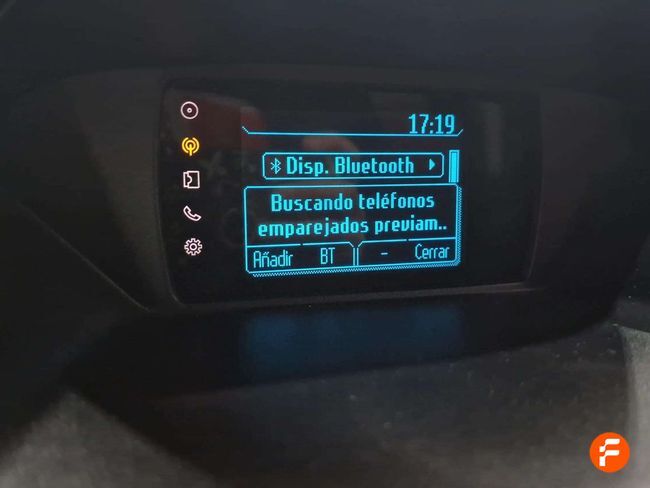 17:19
Disp. Bluetooth
Buscando teléfonos
emparejados previam..
Añadir BT - Cerrar